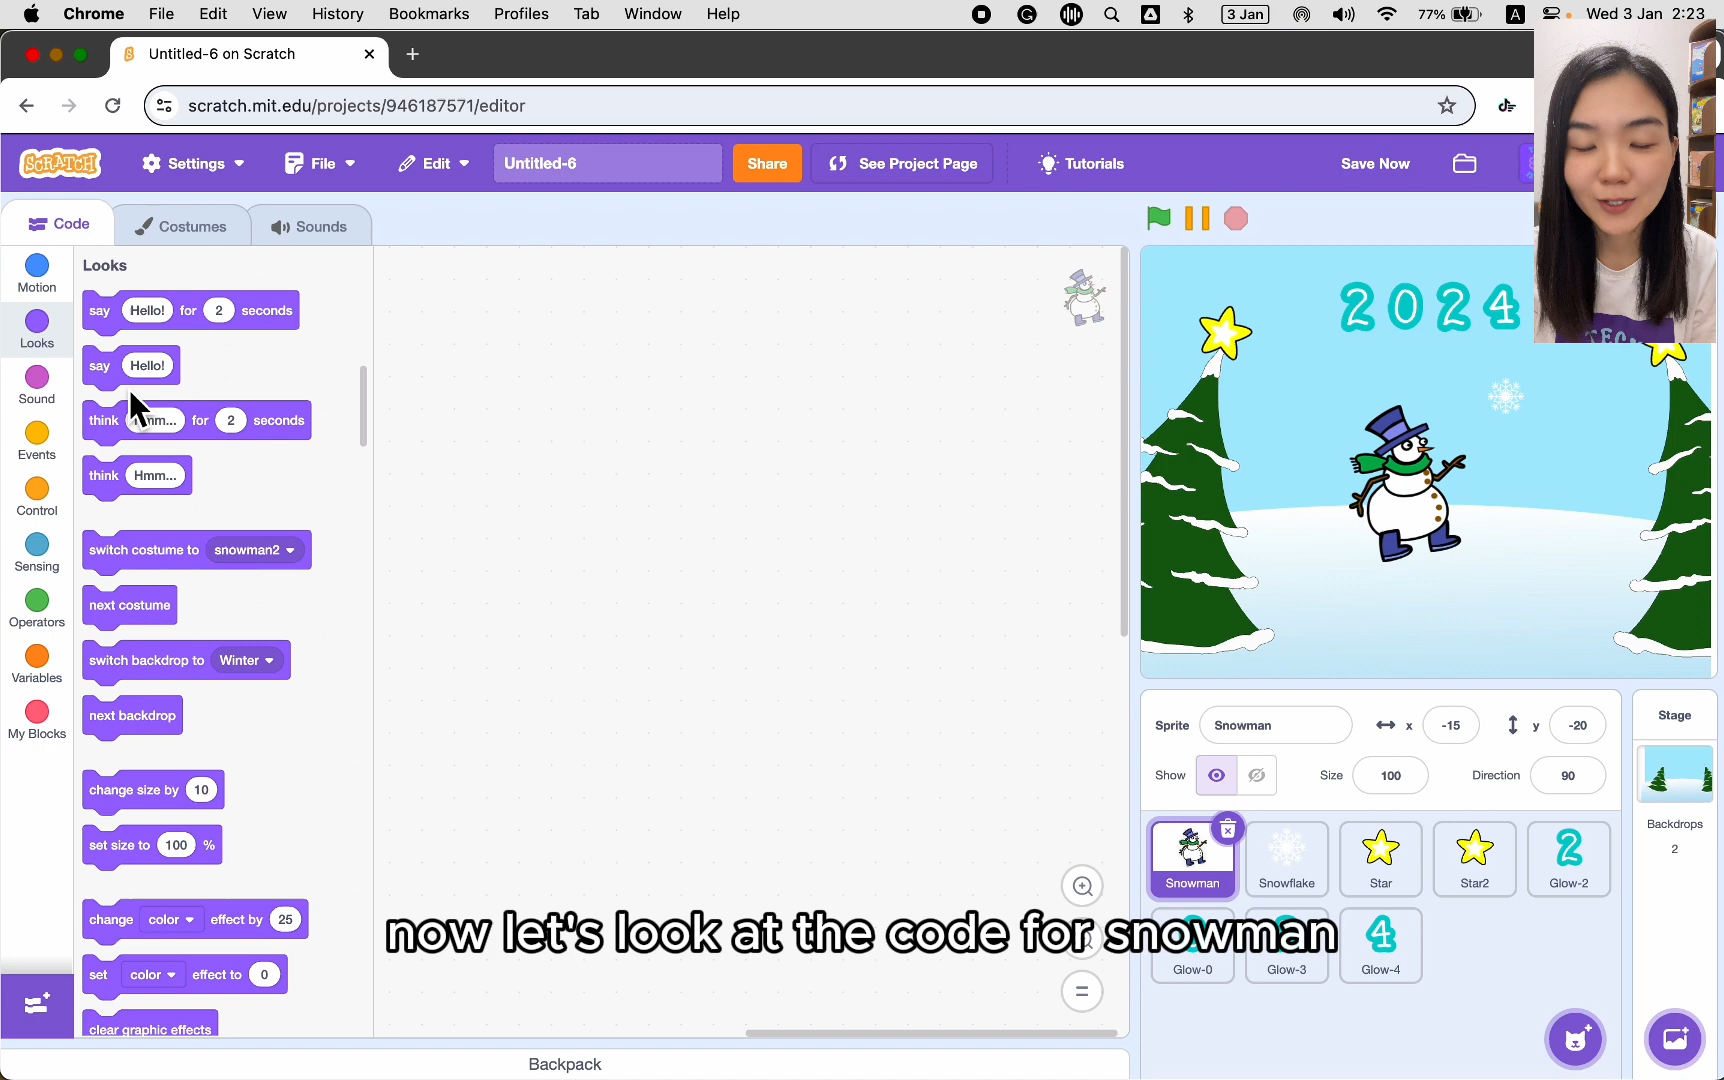 Chrome File Edit View History Bookmarks Profiles Tab Window Help 3 Jan 77% A Wed 3 Jan 2:23
Untitled-6 on Scratch
scratch.mit.edu/projects/946187571/editor
SCRATCH Settings File Edit Untitled-6 Share See Project Page Tutorials Save Now
Code Costumes Sounds
Motion
Looks
Sound
Events
Control
Sensing
Operators
Variables
My Blocks
Looks
say Hello! for 2 seconds
say Hello!
think for 2 seconds
think Hmm...
switch costume to snowman2
next costume
switch backdrop to Winter
next backdrop
change size by 10
set size to 100 %
change color effect by 25
set color effect to 0
clear graphic effects
now let's look at the code for snowman
Backpack
2024
Sprite Snowman x -15 y -20
Show Size 100 Direction 90
Snowman Snowflake Star Star2 Glow-2
2
4
Glow-0 Glow-3 Glow-4
Stage
Backdrops
2